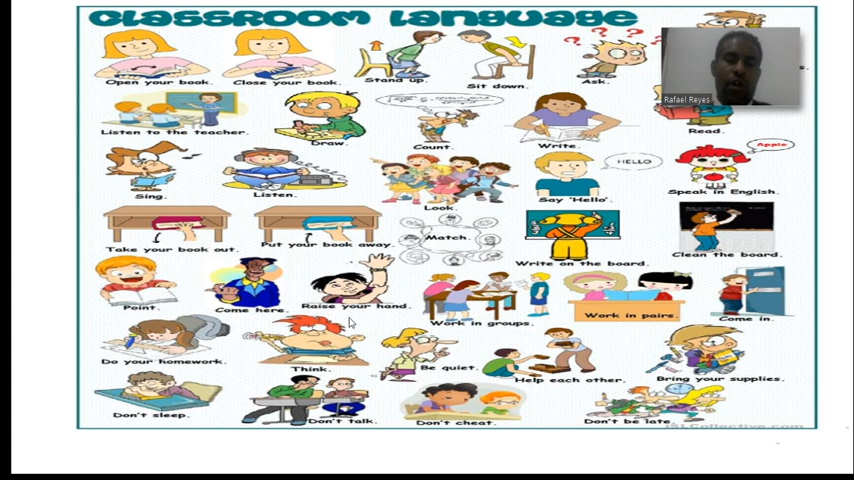 Classroom Language
Open your book.
Close your book.
Stand up.
Sit down.
Ask.
s.
Rafael Reyes
Listen to the teacher.
Draw.
Count.
Write.
Read.
Sing.
Listen.
Look.
HELLO
Say 'Hello'.
Apple
Speak in English.
Take your book out.
Put your book away.
Match.
Write on the board.
Clean the board.
Point.
Come here.
Raise your hand.
Work in groups.
Work in pairs.
Come in.
Do your homework.
Think.
Be quiet.
Help each other.
Bring your supplies.
Don't sleep.
Don't talk.
Don't cheat.
Don't be late.
iSLCollective.com